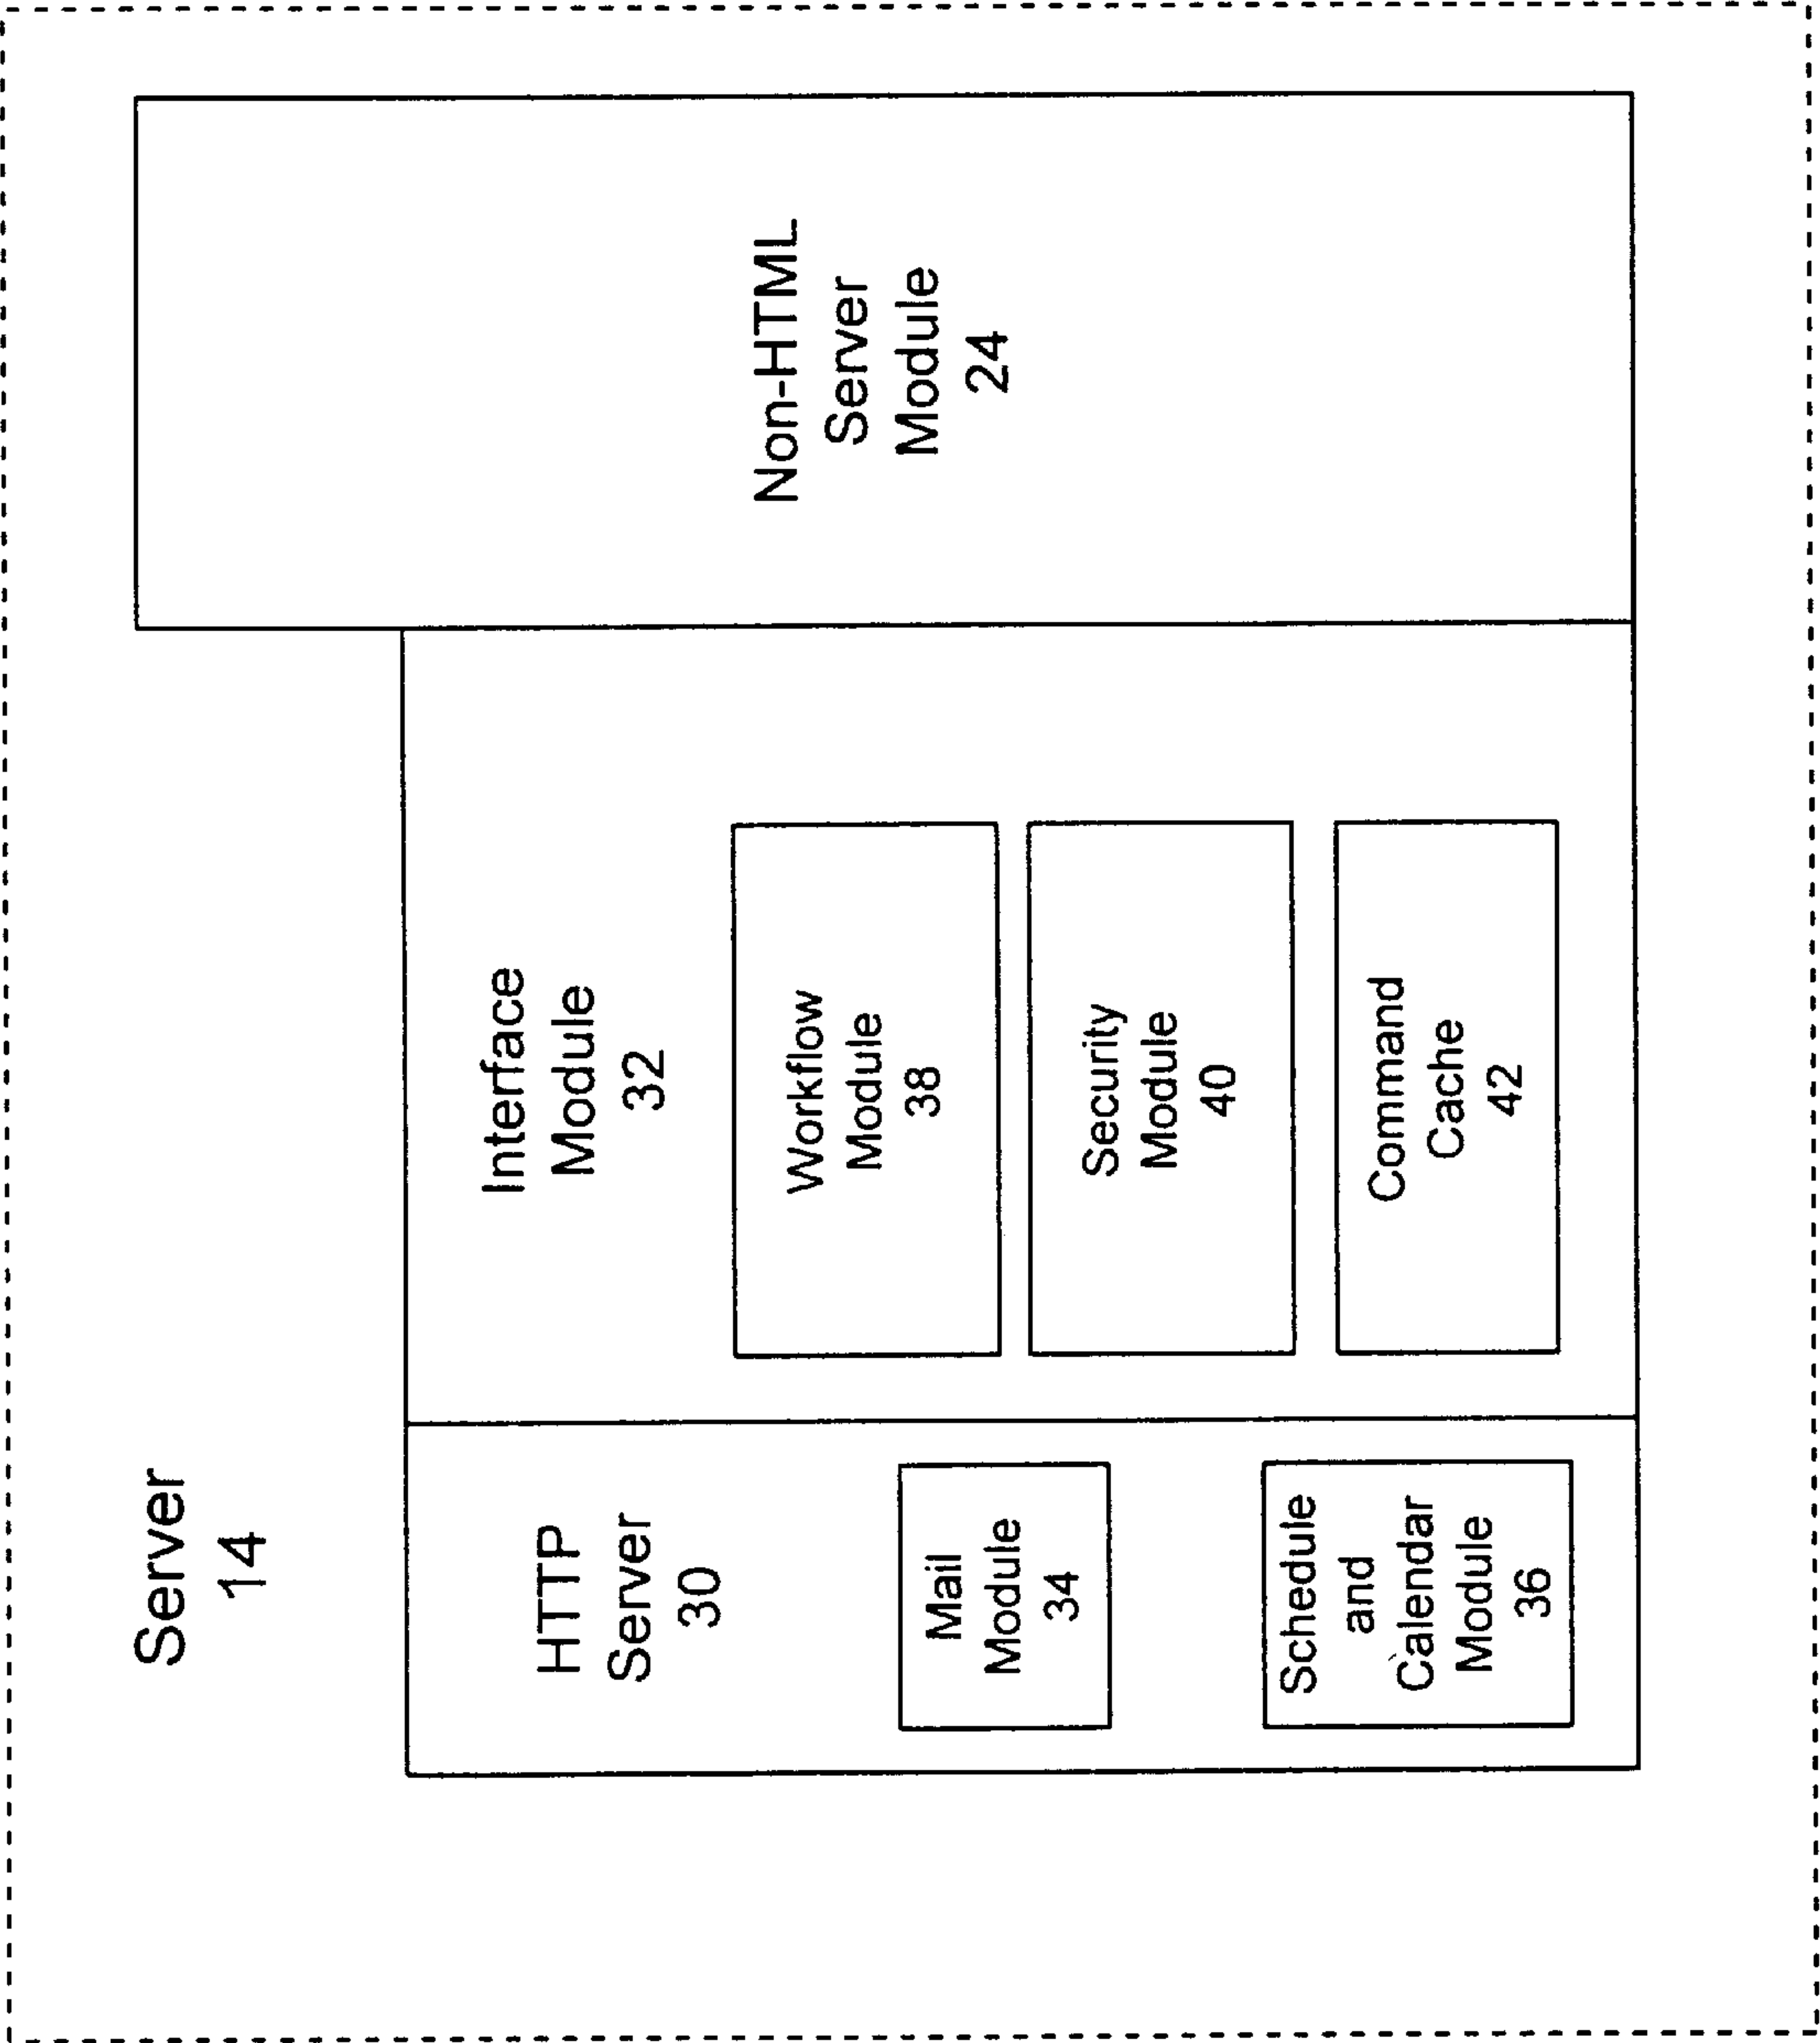 Server
14
HTTP
Server
30
Mail
Module
34
Schedule
and
Calendar
Module
36
Interface
Module
32
Workflow
Module
38
Security
Module
40
Command
Cache
42
Non-HTML
Server
Module
24